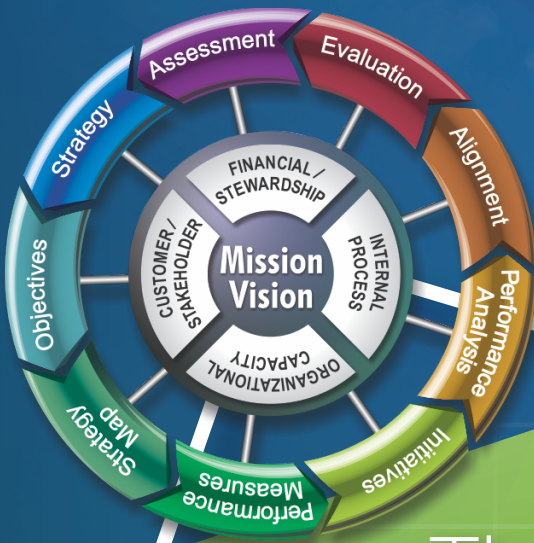 Assessment
Evaluation
Alignment
Performance
Analysis
Initiatives
Performance
Measures
Strategy
Map
Objectives
Strategy
FINANCIAL /
STEWARDSHIP
INTERNAL
PROCESS
ORGANIZATIONAL
CAPACITY
CUSTOMER /
STAKEHOLDER
Mission
Vision